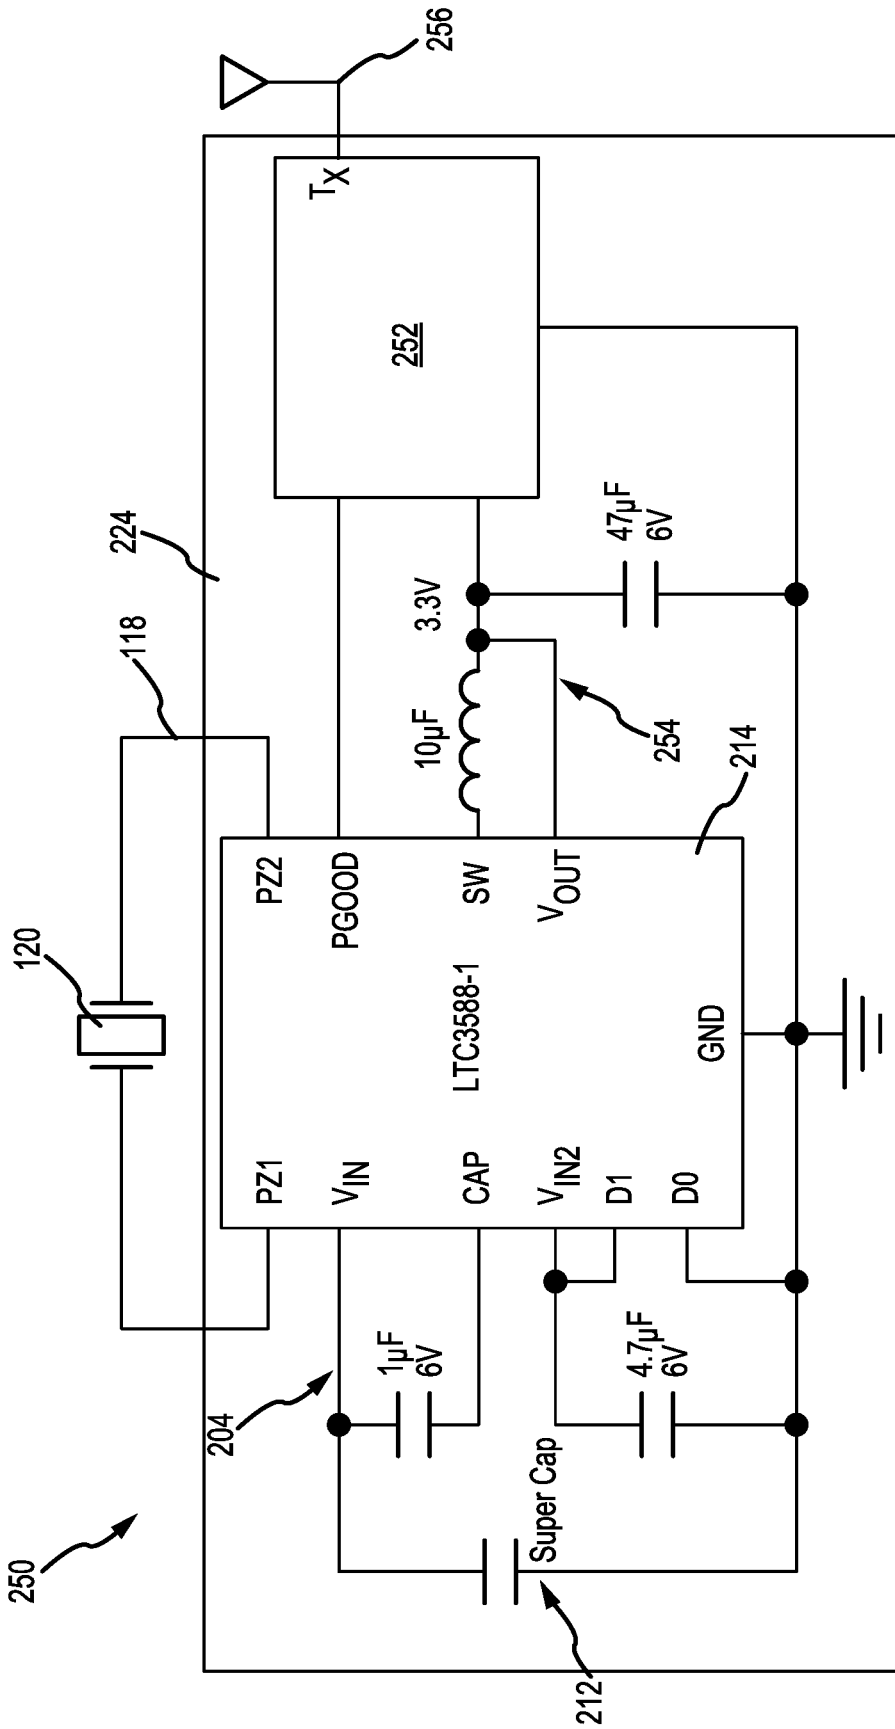 250
120
118
224
256
204
PZ1
PZ2
VIN
PGOOD
TX
1µF
6V
CAP
LTC3588-1
SW
10µF
3.3V
252
Super Cap
VIN2
VOUT
254
47µF
6V
212
4.7µF
6V
D1
D0
GND
214